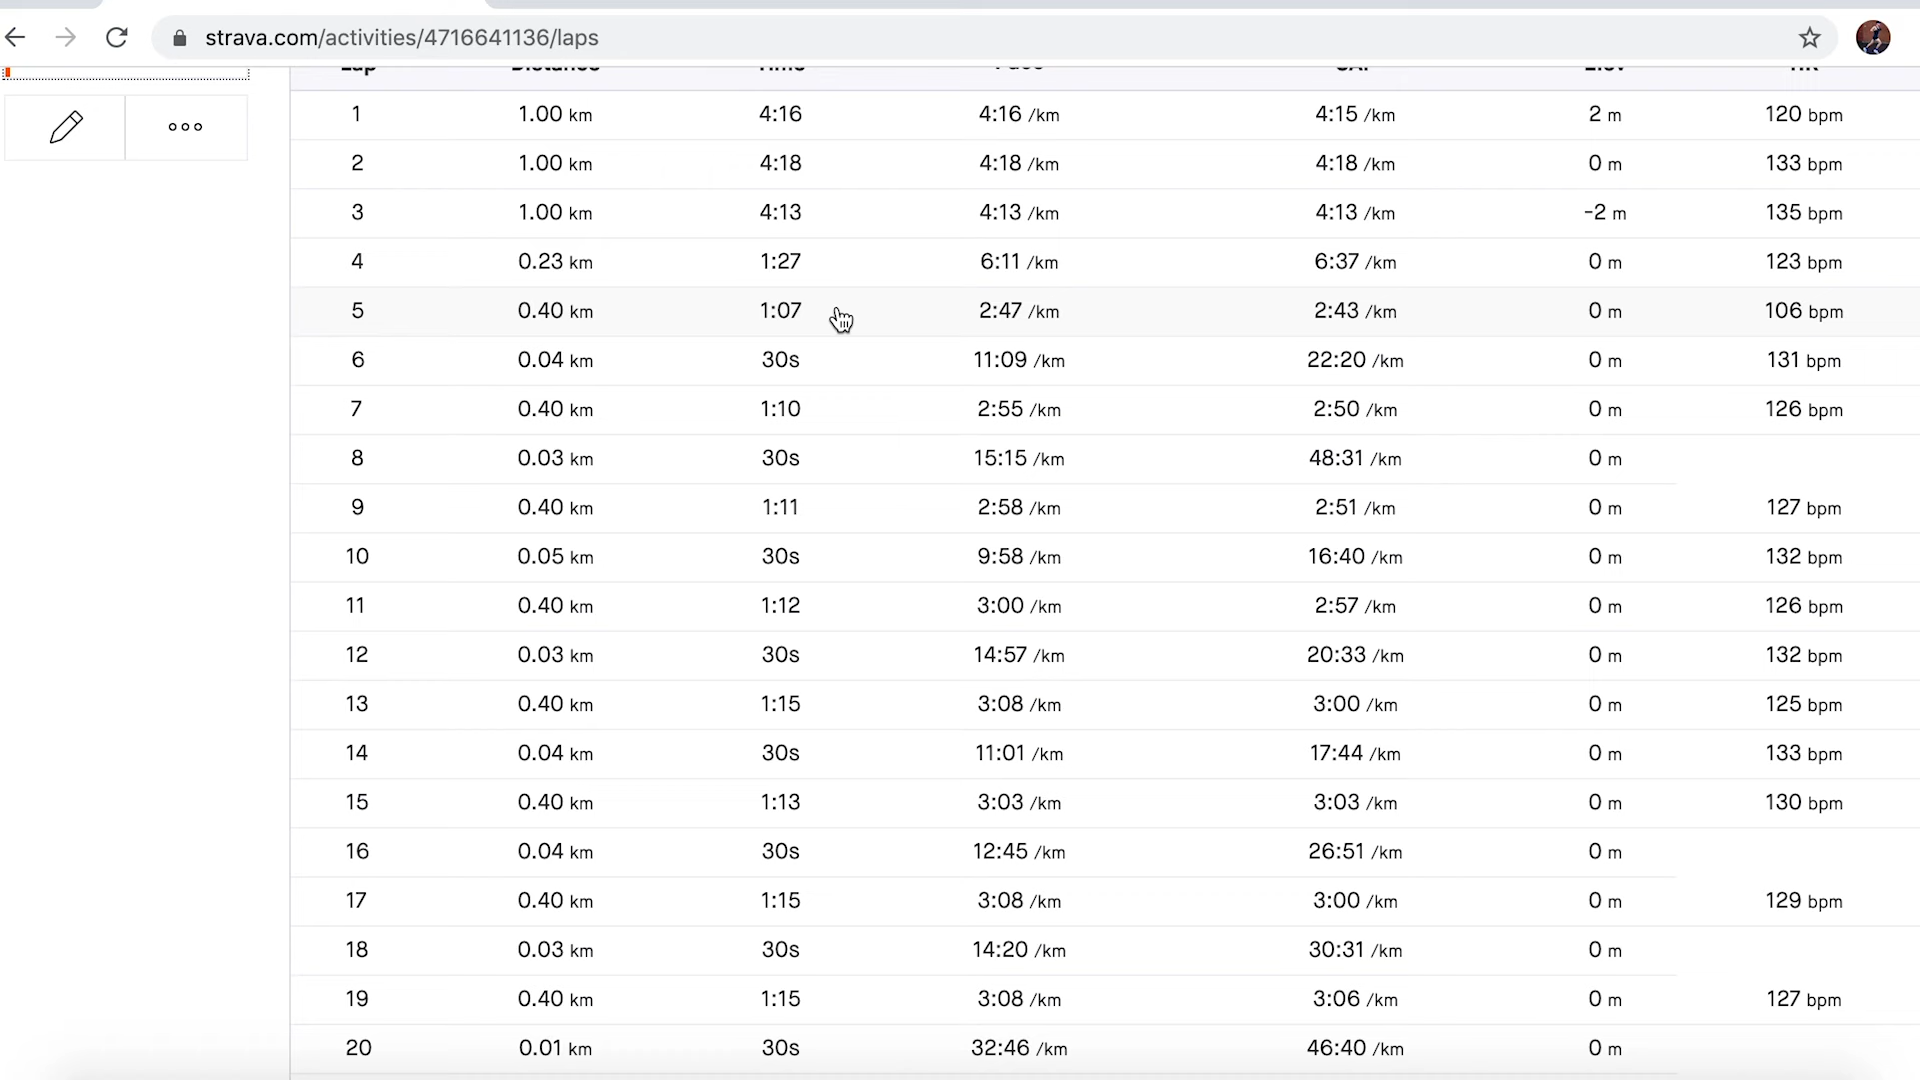 strava.com/activities/4716641136/laps
Lap Distance Time Pace GAP Elev HR
1 1.00 km 4:16 4:16 /km 4:15 /km 2 m 120 bpm
2 1.00 km 4:18 4:18 /km 4:18 /km 0 m 133 bpm
3 1.00 km 4:13 4:13 /km 4:13 /km -2 m 135 bpm
4 0.23 km 1:27 6:11 /km 6:37 /km 0 m 123 bpm
5 0.40 km 1:07 2:47 /km 2:43 /km 0 m 106 bpm
6 0.04 km 30s 11:09 /km 22:20 /km 0 m 131 bpm
7 0.40 km 1:10 2:55 /km 2:50 /km 0 m 126 bpm
8 0.03 km 30s 15:15 /km 48:31 /km 0 m
9 0.40 km 1:11 2:58 /km 2:51 /km 0 m 127 bpm
10 0.05 km 30s 9:58 /km 16:40 /km 0 m 132 bpm
11 0.40 km 1:12 3:00 /km 2:57 /km 0 m 126 bpm
12 0.03 km 30s 14:57 /km 20:33 /km 0 m 132 bpm
13 0.40 km 1:15 3:08 /km 3:00 /km 0 m 125 bpm
14 0.04 km 30s 11:01 /km 17:44 /km 0 m 133 bpm
15 0.40 km 1:13 3:03 /km 3:03 /km 0 m 130 bpm
16 0.04 km 30s 12:45 /km 26:51 /km 0 m
17 0.40 km 1:15 3:08 /km 3:00 /km 0 m 129 bpm
18 0.03 km 30s 14:20 /km 30:31 /km 0 m
19 0.40 km 1:15 3:08 /km 3:06 /km 0 m 127 bpm
20 0.01 km 30s 32:46 /km 46:40 /km 0 m